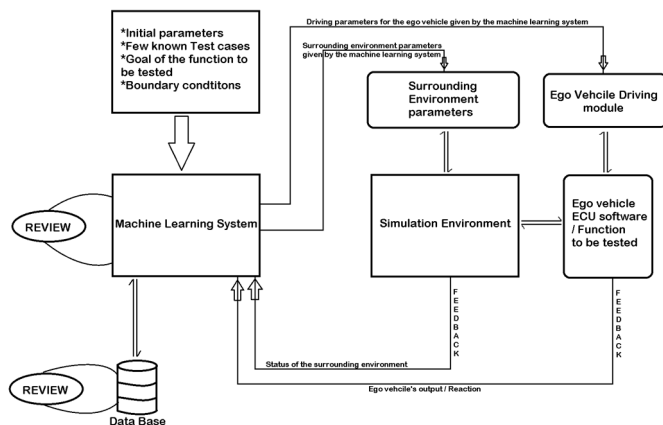 Driving parameters for the ego vehicle given by the machine learning system
*Initial parameters
*Few known Test cases
*Goal of the function to
be tested
*Boundary condtitons
Surrounding environment parameters
given by the machine learning system
Surrounding
Environment
parameters
Ego Vehcile Driving
module
REVIEW
Machine Learning System
Simulation Environment
Ego vehicle
ECU software
/ Function
to be tested
FEEDBACK
FEEDBACK
Status of the surrounding environment
Ego vehcile's output / Reaction
REVIEW
Data Base